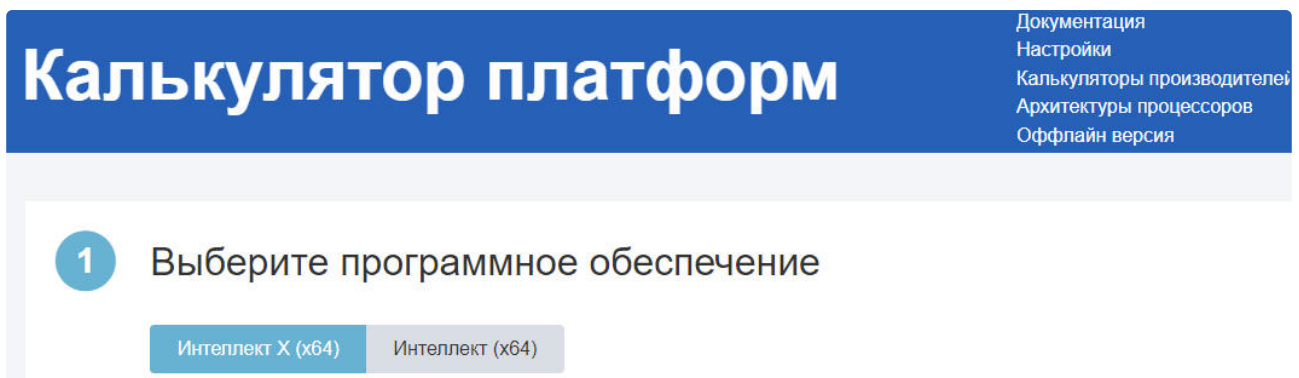 Калькулятор платформ
Документация
Настройки
Калькуляторы производителей
Архитектуры процессоров
Оффлайн версия
1 Выберите программное обеспечение
Интеллект X (x64) Интеллект (x64)